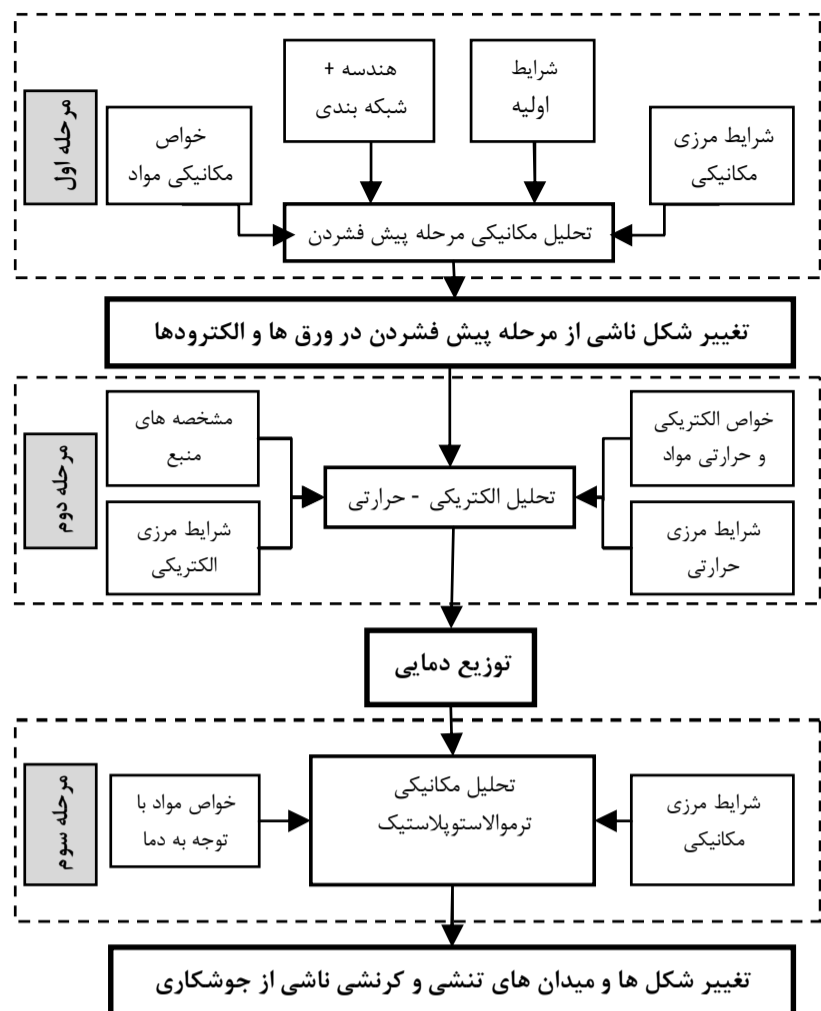 مرحله اول
شرایط مرزی
مکانیکی
شرایط
اولیه
هندسه +
شبکه بندی
خواص
مکانیکی مواد
تحلیل مکانیکی مرحله پیش فشردن
تغییر شکل ناشی از مرحله پیش فشردن در ورق ها و الکترودها
مرحله دوم
خواص الکتریکی
و حرارتی مواد
شرایط مرزی
حرارتی
مشخصه های
منبع
شرایط مرزی
الکتریکی
تحلیل الکتریکی - حرارتی
توزیع دمایی
مرحله سوم
شرایط مرزی
مکانیکی
تحلیل مکانیکی
ترموالاستوپلاستیک
خواص مواد با
توجه به دما
تغییر شکل ها و میدان های تنشی و کرنشی ناشی از جوشکاری